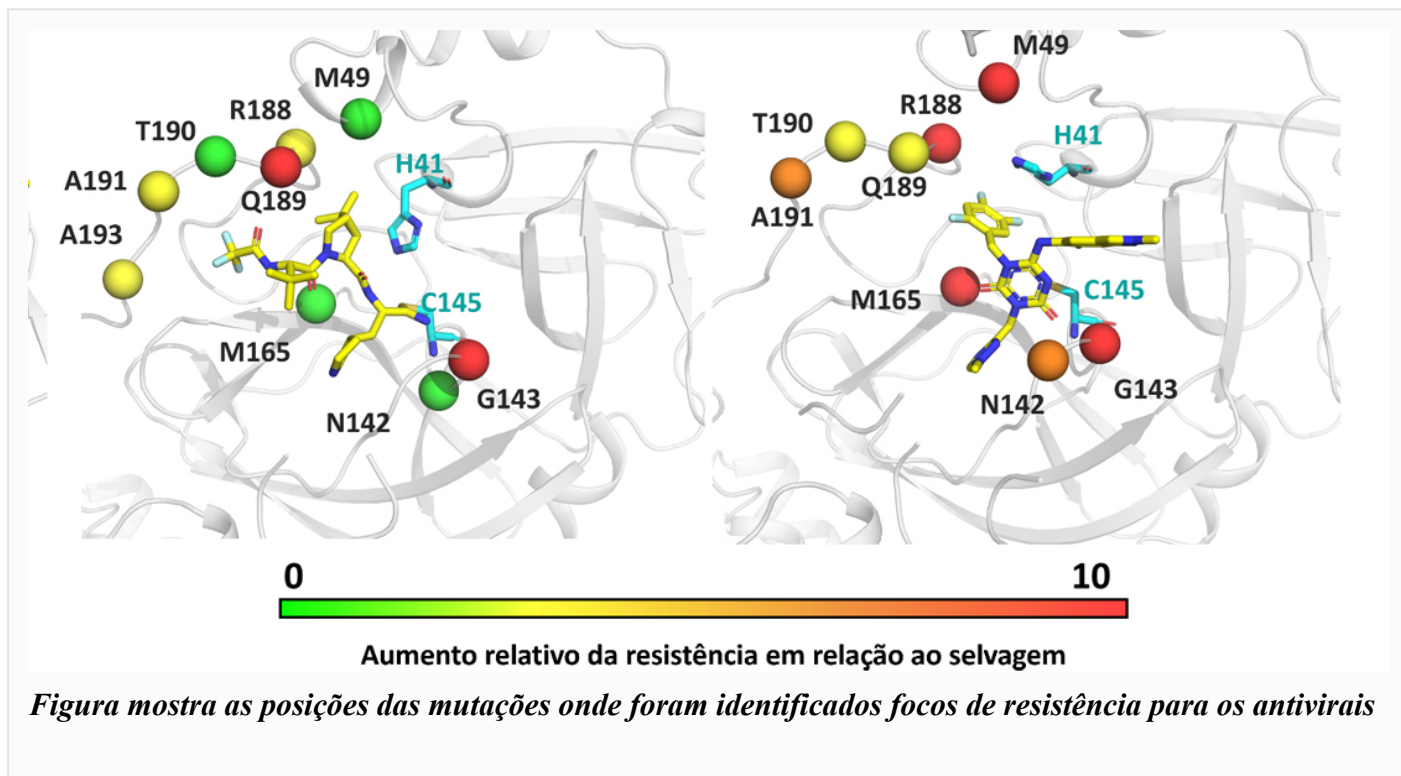 M49
R188
T190
H41
A191
Q189
A193
C145
M165
N142
G143
M49
R188
T190
H41
A191
Q189
M165
C145
N142
G143
0
10
Aumento relativo da resistência em relação ao selvagem
Figura mostra as posições das mutações onde foram identificados focos de resistência para os antivirais